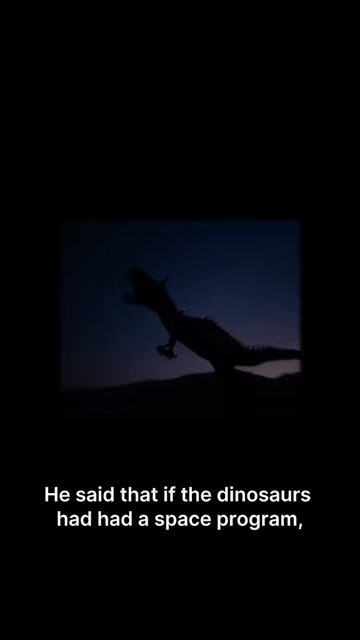 He said that if the dinosaurs
had had a space program,